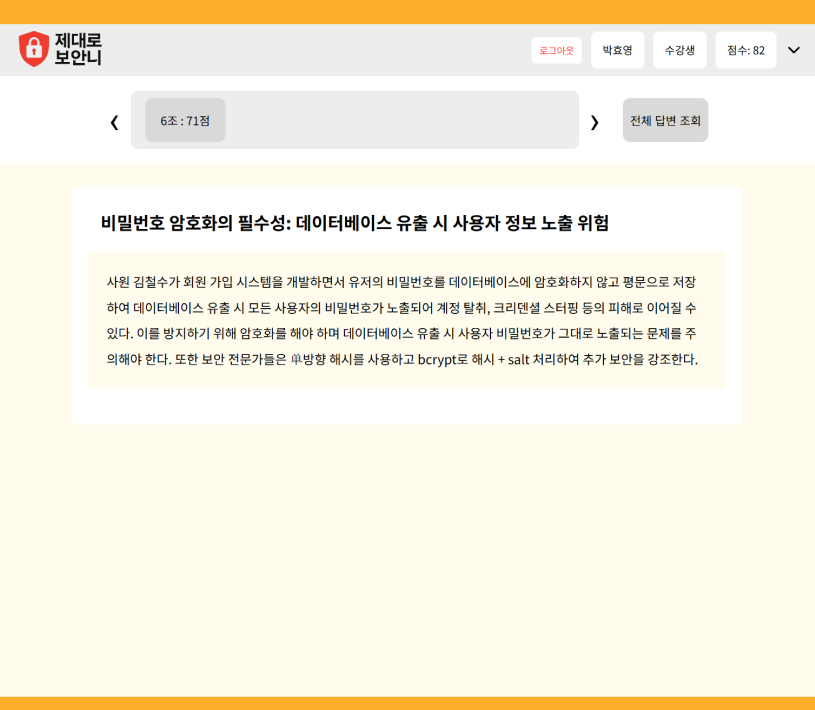 제대로
보안니
로그아웃
박효영
수강생
점수: 82
6조 : 71점
전체 답변 조회
비밀번호 암호화의 필수성: 데이터베이스 유출 시 사용자 정보 노출 위험
사원 김철수가 회원 가입 시스템을 개발하면서 유저의 비밀번호를 데이터베이스에 암호화하지 않고 평문으로 저장
하여 데이터베이스 유출 시 모든 사용자의 비밀번호가 노출되어 계정 탈취, 크리덴셜 스터핑 등의 피해로 이어질 수
있다. 이를 방지하기 위해 암호화를 해야 하며 데이터베이스 유출 시 사용자 비밀번호가 그대로 노출되는 문제를 주
의해야 한다. 또한 보안 전문가들은 单방향 해시를 사용하고 bcrypt로 해시 + salt 처리하여 추가 보안을 강조한다.